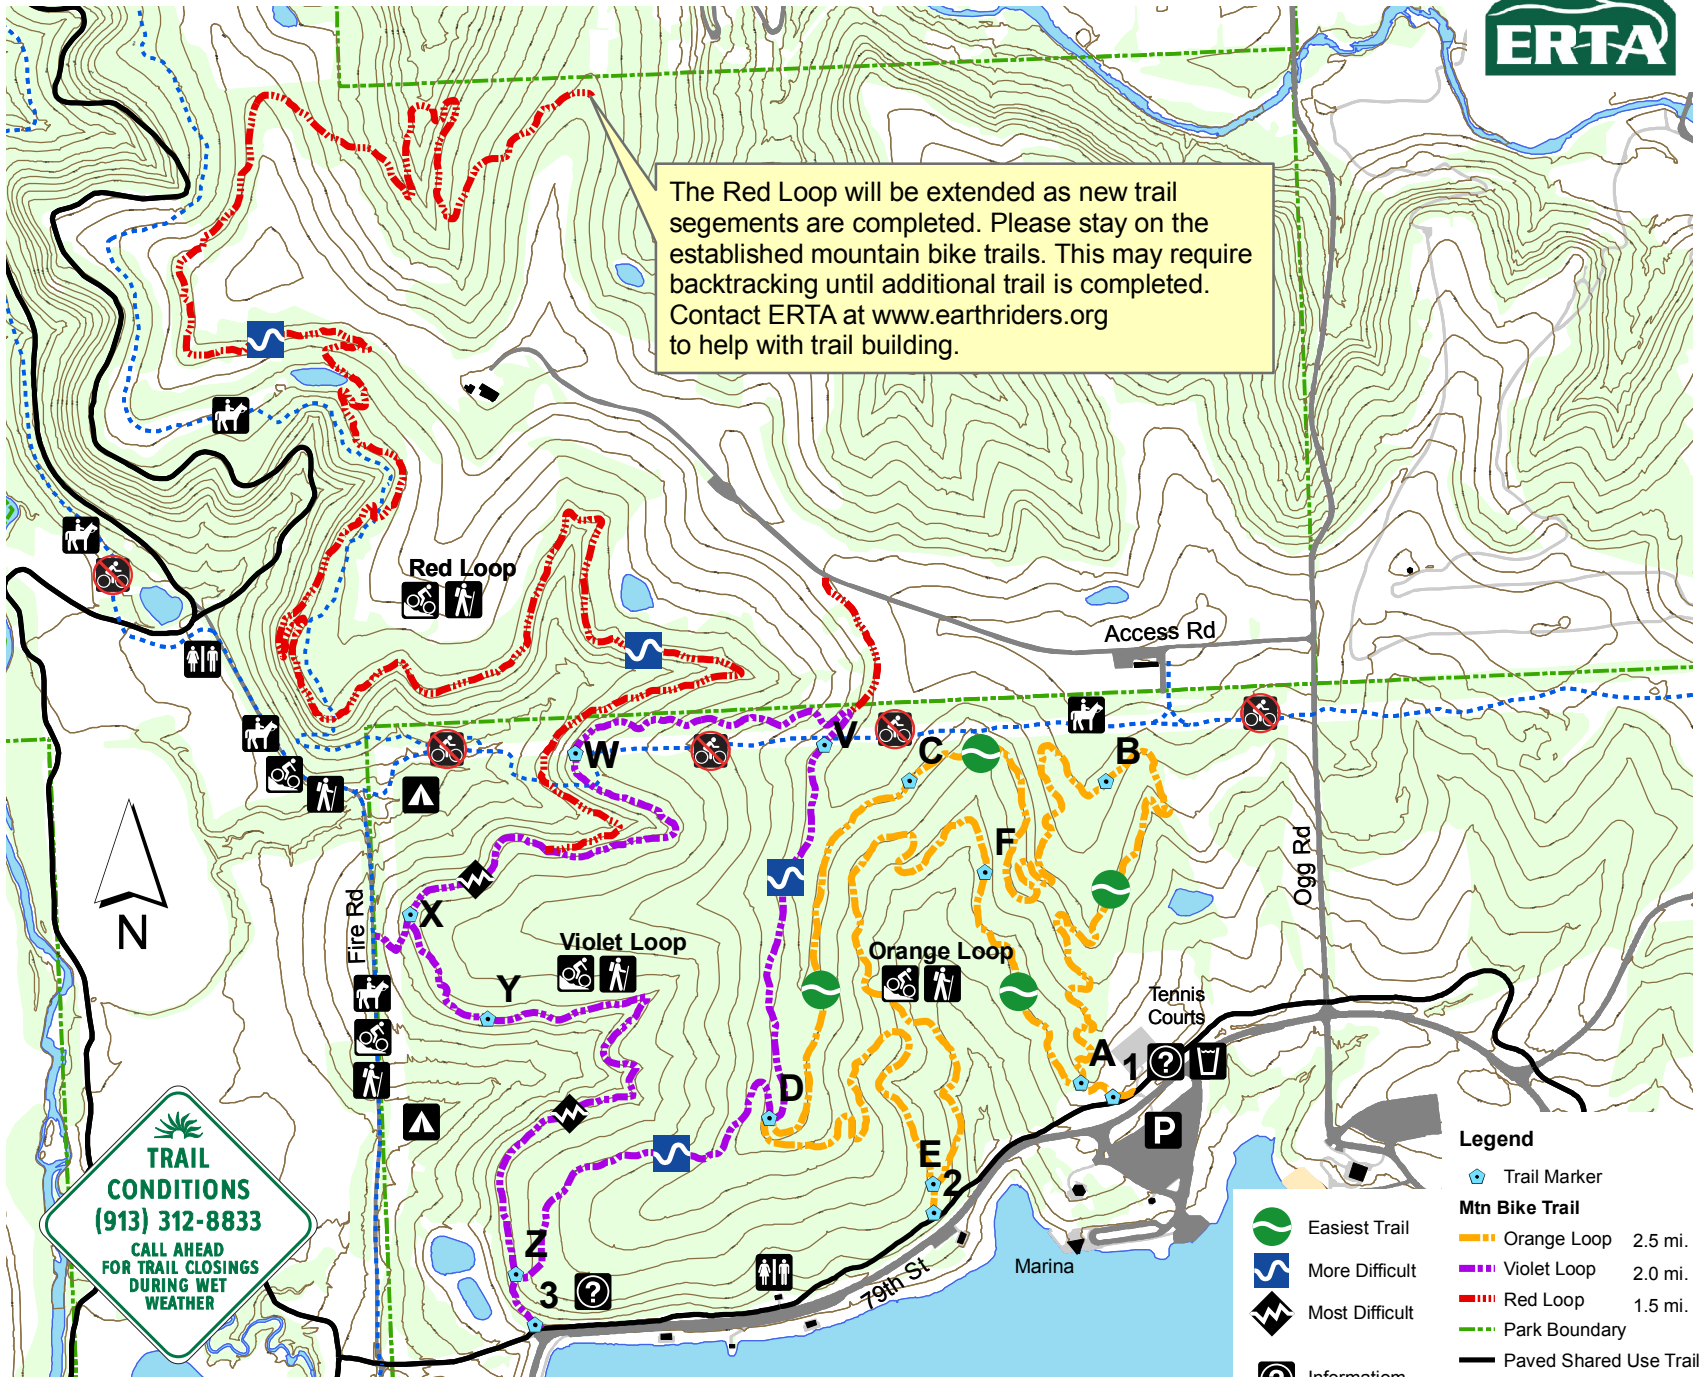 ERTA
The Red Loop will be extended as new trail
segements are completed. Please stay on the
established mountain bike trails. This may require
backtracking until additional trail is completed.
Contact ERTA at www.earthriders.org
to help with trail building.
Red Loop
Access Rd
V
W
C
B
F
N
Fire Rd
X
Ogg Rd
Violet Loop
Orange Loop
Y
Tennis
Courts
A
1
?
D
P
E
2
Z
3
?
79th St
Marina
TRAIL
CONDITIONS
(913) 312-8833
CALL AHEAD
FOR TRAIL CLOSINGS
DURING WET
WEATHER
Easiest Trail
More Difficult
Most Difficult
?
Information
Legend
Trail Marker
Mtn Bike Trail
Orange Loop 2.5 mi.
Violet Loop 2.0 mi.
Red Loop 1.5 mi.
Park Boundary
Paved Shared Use Trail